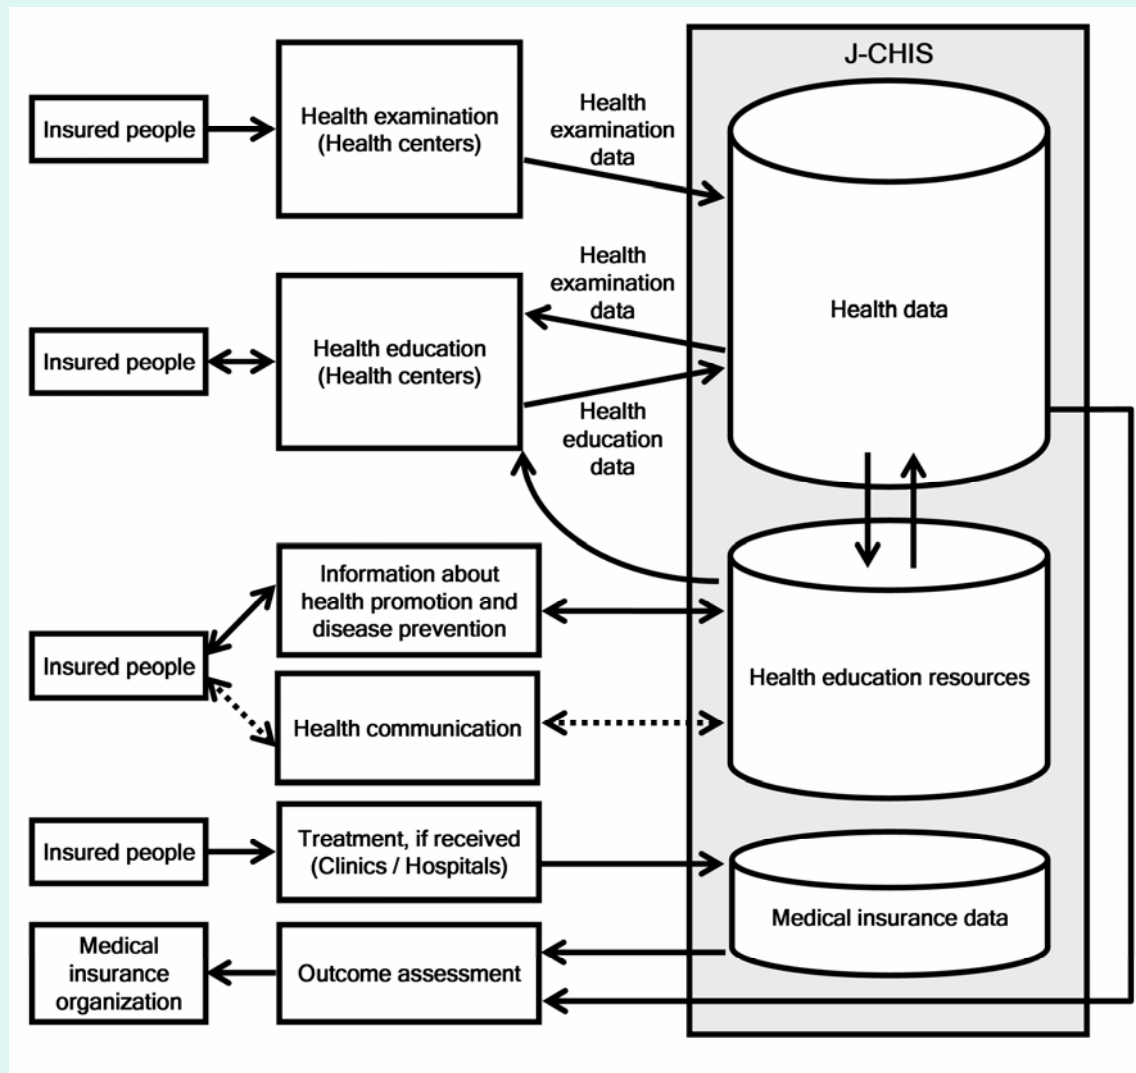 J-CHIS
Insured people
Health examination
(Health centers)
Health
examination
data
Health data
Insured people
Health education
(Health centers)
Health
examination
data
Health
education
data
Insured people
Information about
health promotion and
disease prevention
Health communication
Health education resources
Insured people
Treatment, if received
(Clinics / Hospitals)
Medical insurance data
Medical
insurance
organization
Outcome assessment